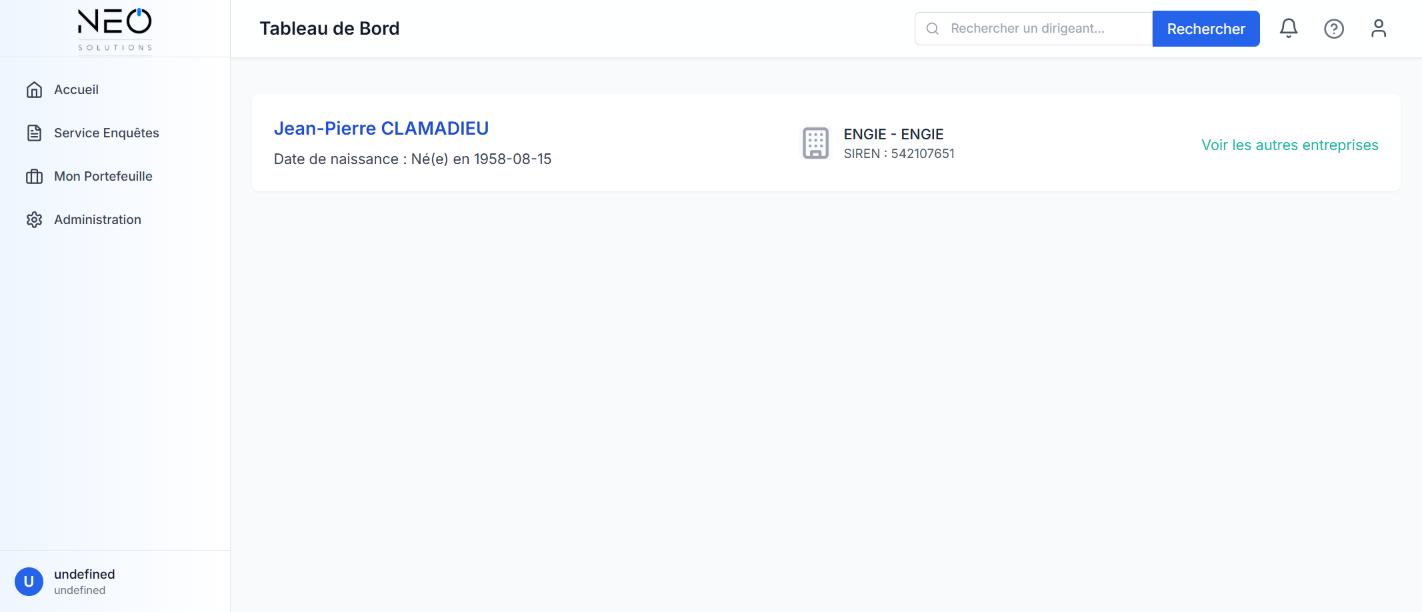 NEO
SOLUTIONS
Tableau de Bord
Rechercher un dirigeant...
Rechercher
Accueil
Service Enquêtes
Mon Portefeuille
Administration
Jean-Pierre CLAMADIEU
Date de naissance : Né(e) en 1958-08-15
ENGIE - ENGIE
SIREN : 542107651
Voir les autres entreprises
U
undefined
undefined